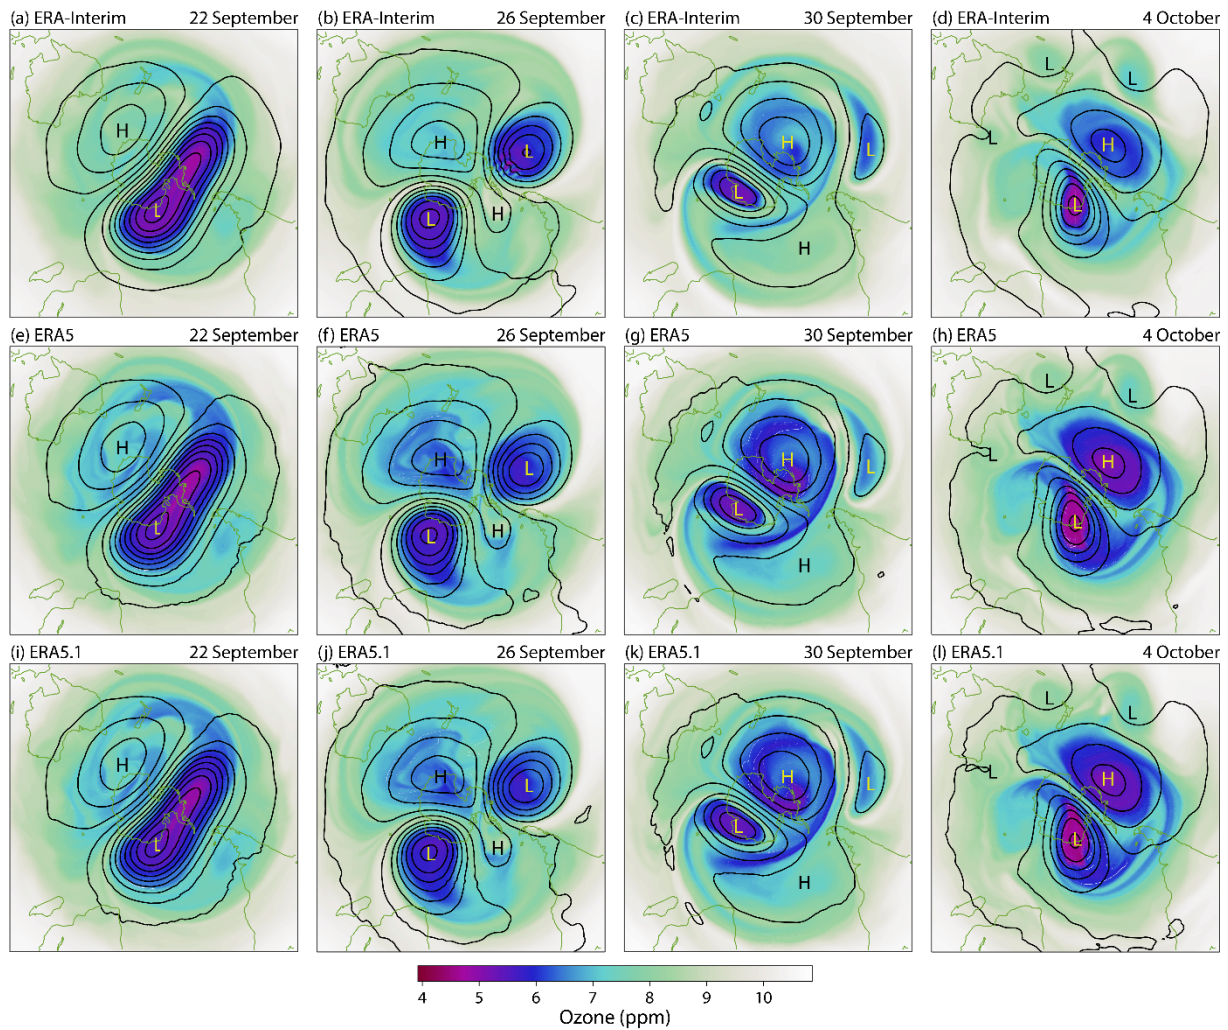 (a) ERA-Interim 22 September (b) ERA-Interim 26 September (c) ERA-Interim 30 September (d) ERA-Interim 4 October
L L
H H L H L L H
L L H L H L
(e) ERA5 22 September (f) ERA5 26 September (g) ERA5 30 September (h) ERA5 4 October
L L
H H L H L L H
L L H L H L
(i) ERA5.1 22 September (j) ERA5.1 26 September (k) ERA5.1 30 September (l) ERA5.1 4 October
L L
H H L H L L H
L L H L H L
4 5 6 7 8 9 10
Ozone (ppm)